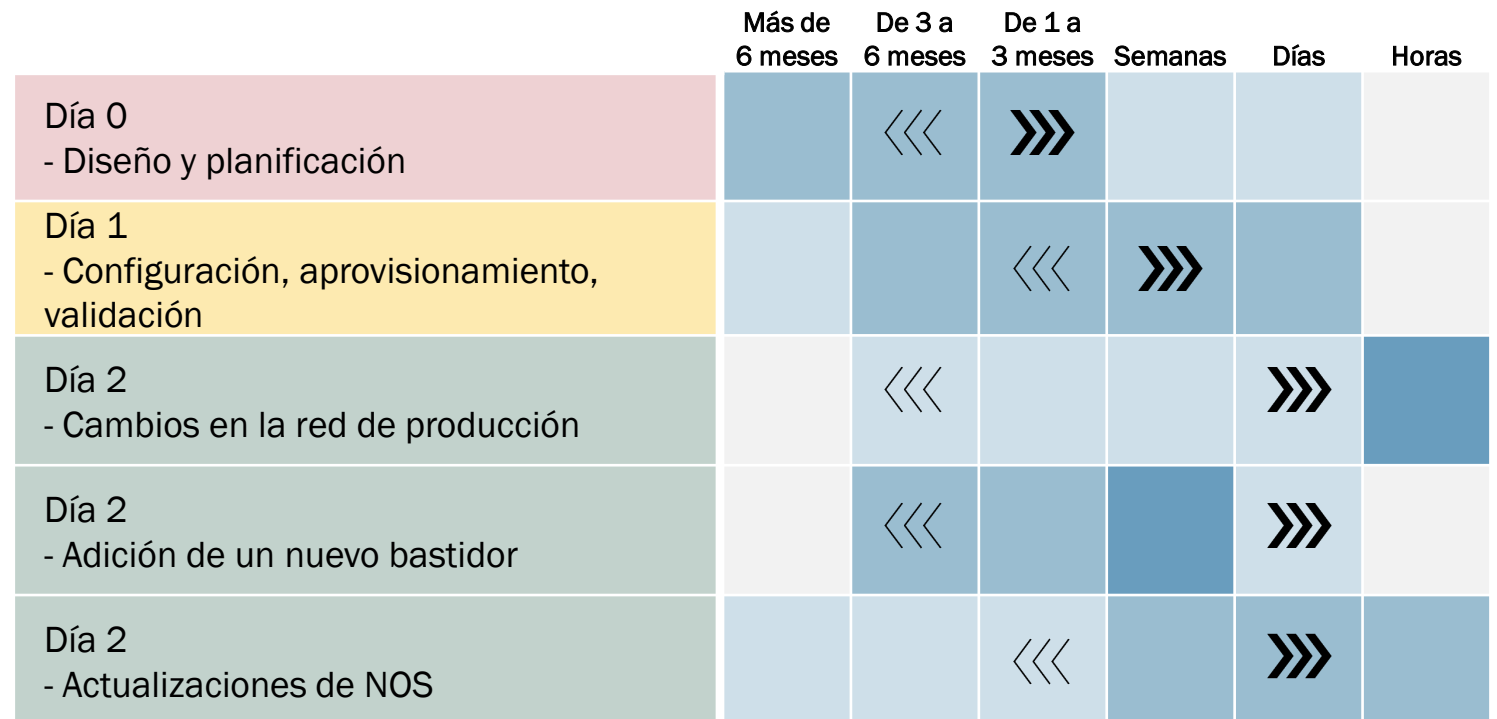 Más de 6 meses
De 3 a 6 meses
De 1 a 3 meses
Semanas
Días
Horas
Día 0
- Diseño y planificación
Día 1
- Configuración, aprovisionamiento,
validación
Día 2
- Cambios en la red de producción
Día 2
- Adición de un nuevo bastidor
Día 2
- Actualizaciones de NOS